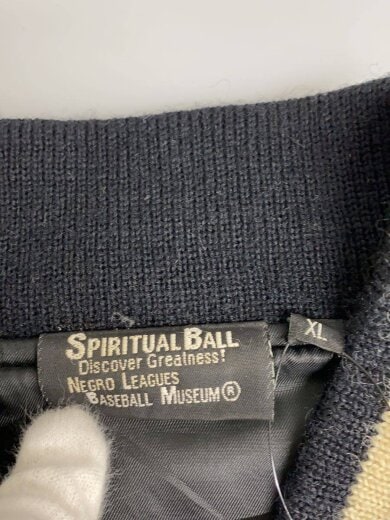 SPIRITUAL BALL
Discover Greatness!
NEGRO LEAGUES
BASEBALL MUSEUM®
XL